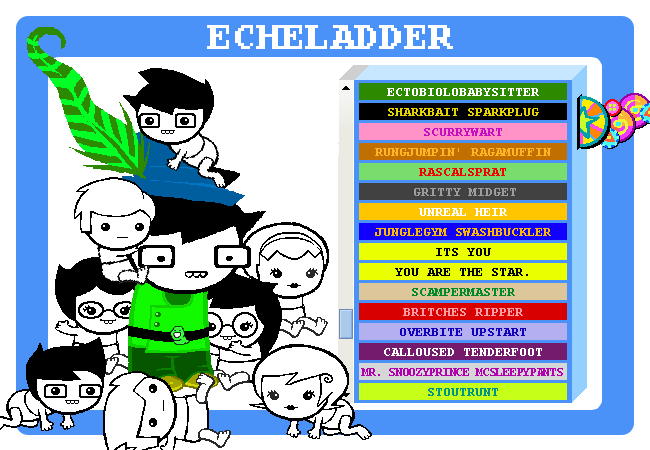 ECHELADDER
ECTOBIOLOBABYSITTER
SHARKBAIT SPARKPLUG
SCURRYWART
RUNGJUMPIN' RAGAMUFFIN
RASCALSPRAT
GRITTY MIDGET
UNREAL HEIR
JUNGLEGYM SWASHBUCKLER
ITS YOU
YOU ARE THE STAR.
SCAMPERMASTER
BRITCHES RIPPER
OVERBITE UPSTART
CALLOUSED TENDERFOOT
MR. SNOOZYPRINCE MCSLEEPYPANTS
STOUTRUNT